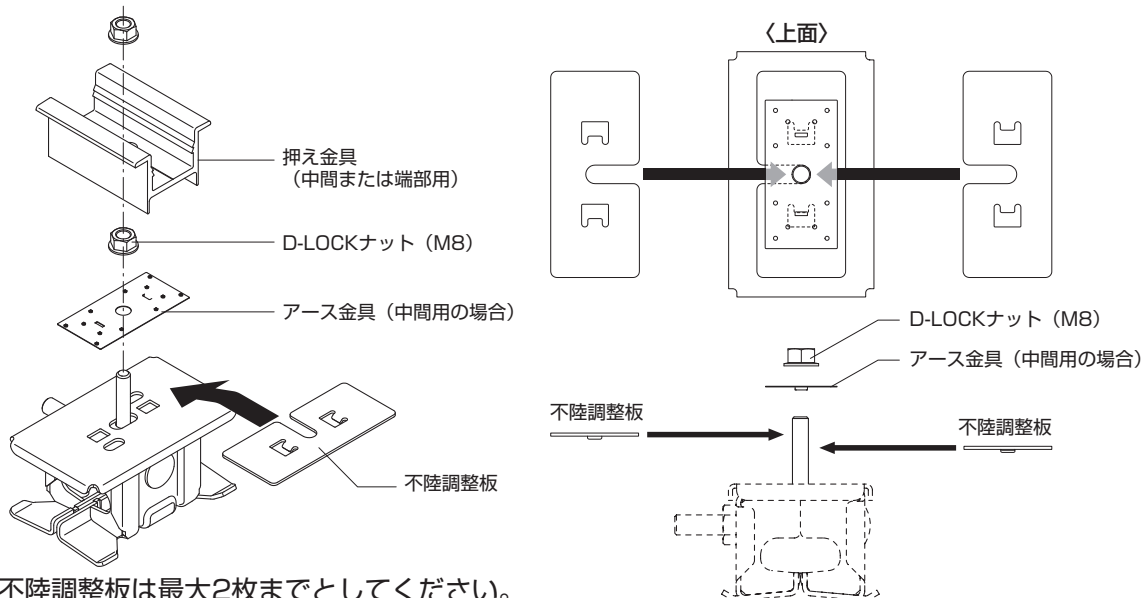 押え金具
（中間または端部用）
D-LOCKナット（M8）
アース金具（中間用の場合）
不陸調整板
〈上面〉
D-LOCKナット（M8）
アース金具（中間用の場合）
不陸調整板
不陸調整板
不陸調整板は最大2枚までとしてください。